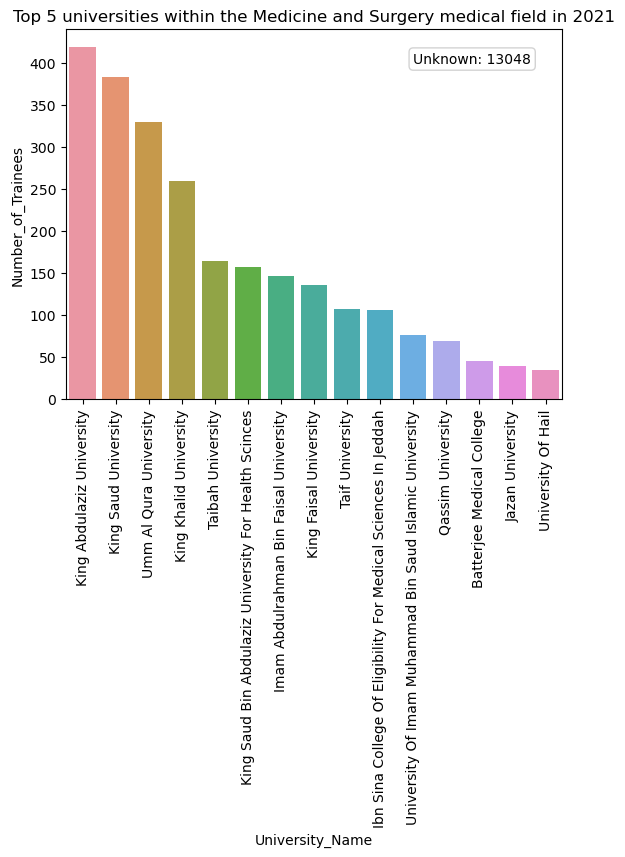 Top 5 universities within the Medicine and Surgery medical field in 2021
Unknown: 13048
Number_of_Trainees
400
350
300
250
200
150
100
50
0
King Abdulaziz University
King Saud University
Umm Al Qura University
King Khalid University
Taibah University
King Saud Bin Abdulaziz University For Health Scinces
Imam Abdulrahman Bin Faisal University
King Faisal University
Taif University
Ibn Sina College Of Eligibility For Medical Sciences In Jeddah
University Of Imam Muhammad Bin Saud Islamic University
Qassim University
Batterjee Medical College
Jazan University
University Of Hail
University_Name